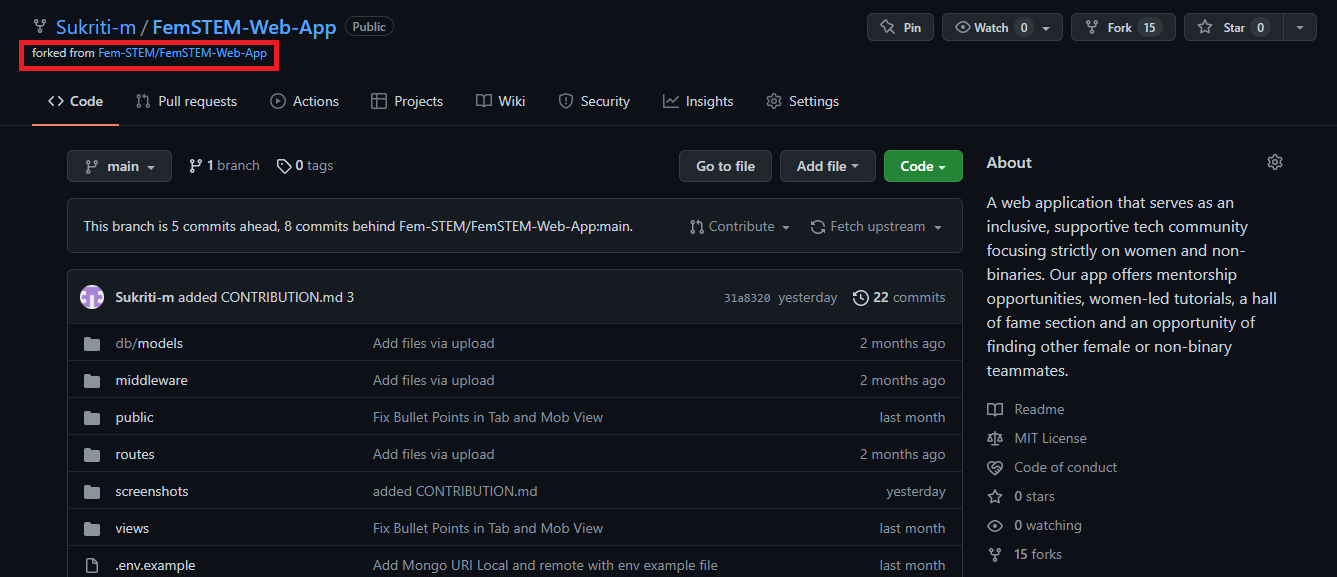 Sukriti-m / FemSTEM-Web-App Public
Pin Watch 0 Fork 15 Star 0
forked from Fem-STEM/FemSTEM-Web-App
Code Pull requests Actions Projects Wiki Security Insights Settings
main 1 branch 0 tags Go to file Add file Code
This branch is 5 commits ahead, 8 commits behind Fem-STEM/FemSTEM-Web-App:main. Contribute Fetch upstream
Sukriti-m added CONTRIBUTION.md 3 31a8320 yesterday 22 commits
db/models Add files via upload 2 months ago
middleware Add files via upload 2 months ago
public Fix Bullet Points in Tab and Mob View last month
routes Add files via upload 2 months ago
screenshots added CONTRIBUTION.md yesterday
views Fix Bullet Points in Tab and Mob View last month
.env.example Add Mongo URI Local and remote with env example file last month
About
A web application that serves as an
inclusive, supportive tech community
focusing strictly on women and non-
binaries. Our app offers mentorship
opportunities, women-led tutorials, a hall
of fame section and an opportunity of
finding other female or non-binary
teammates.
Readme
MIT License
Code of conduct
0 stars
0 watching
15 forks